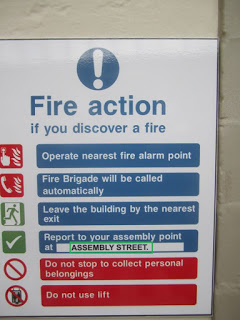 Fire action
if you discover a fire
Operate nearest fire alarm point
Fire Brigade will be called
automatically
Leave the building by the nearest
exit
Report to your assembly point
at ASSEMBLY STREET.
Do not stop to collect personal
belongings
Do not use lift